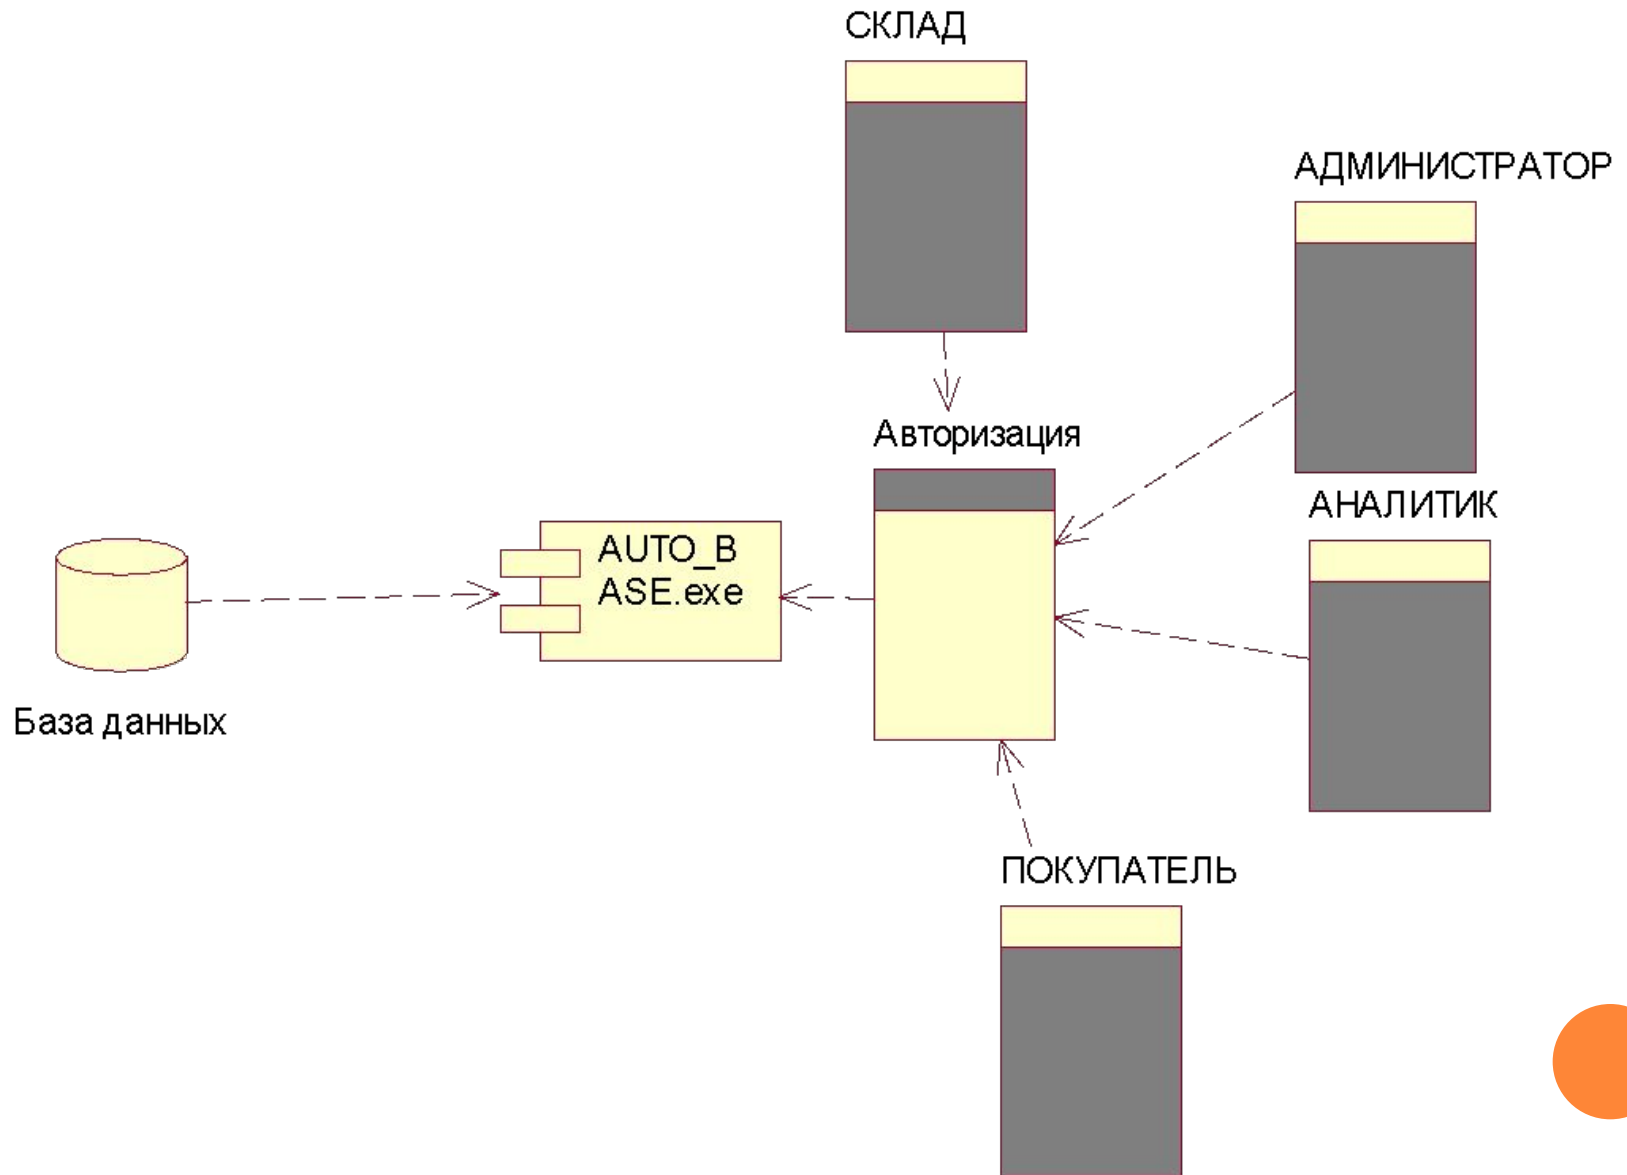 СКЛАД
АДМИНИСТРАТОР
Авторизация
АНАЛИТИК
AUTO_B
ASE.exe
База данных
ПОКУПАТЕЛЬ